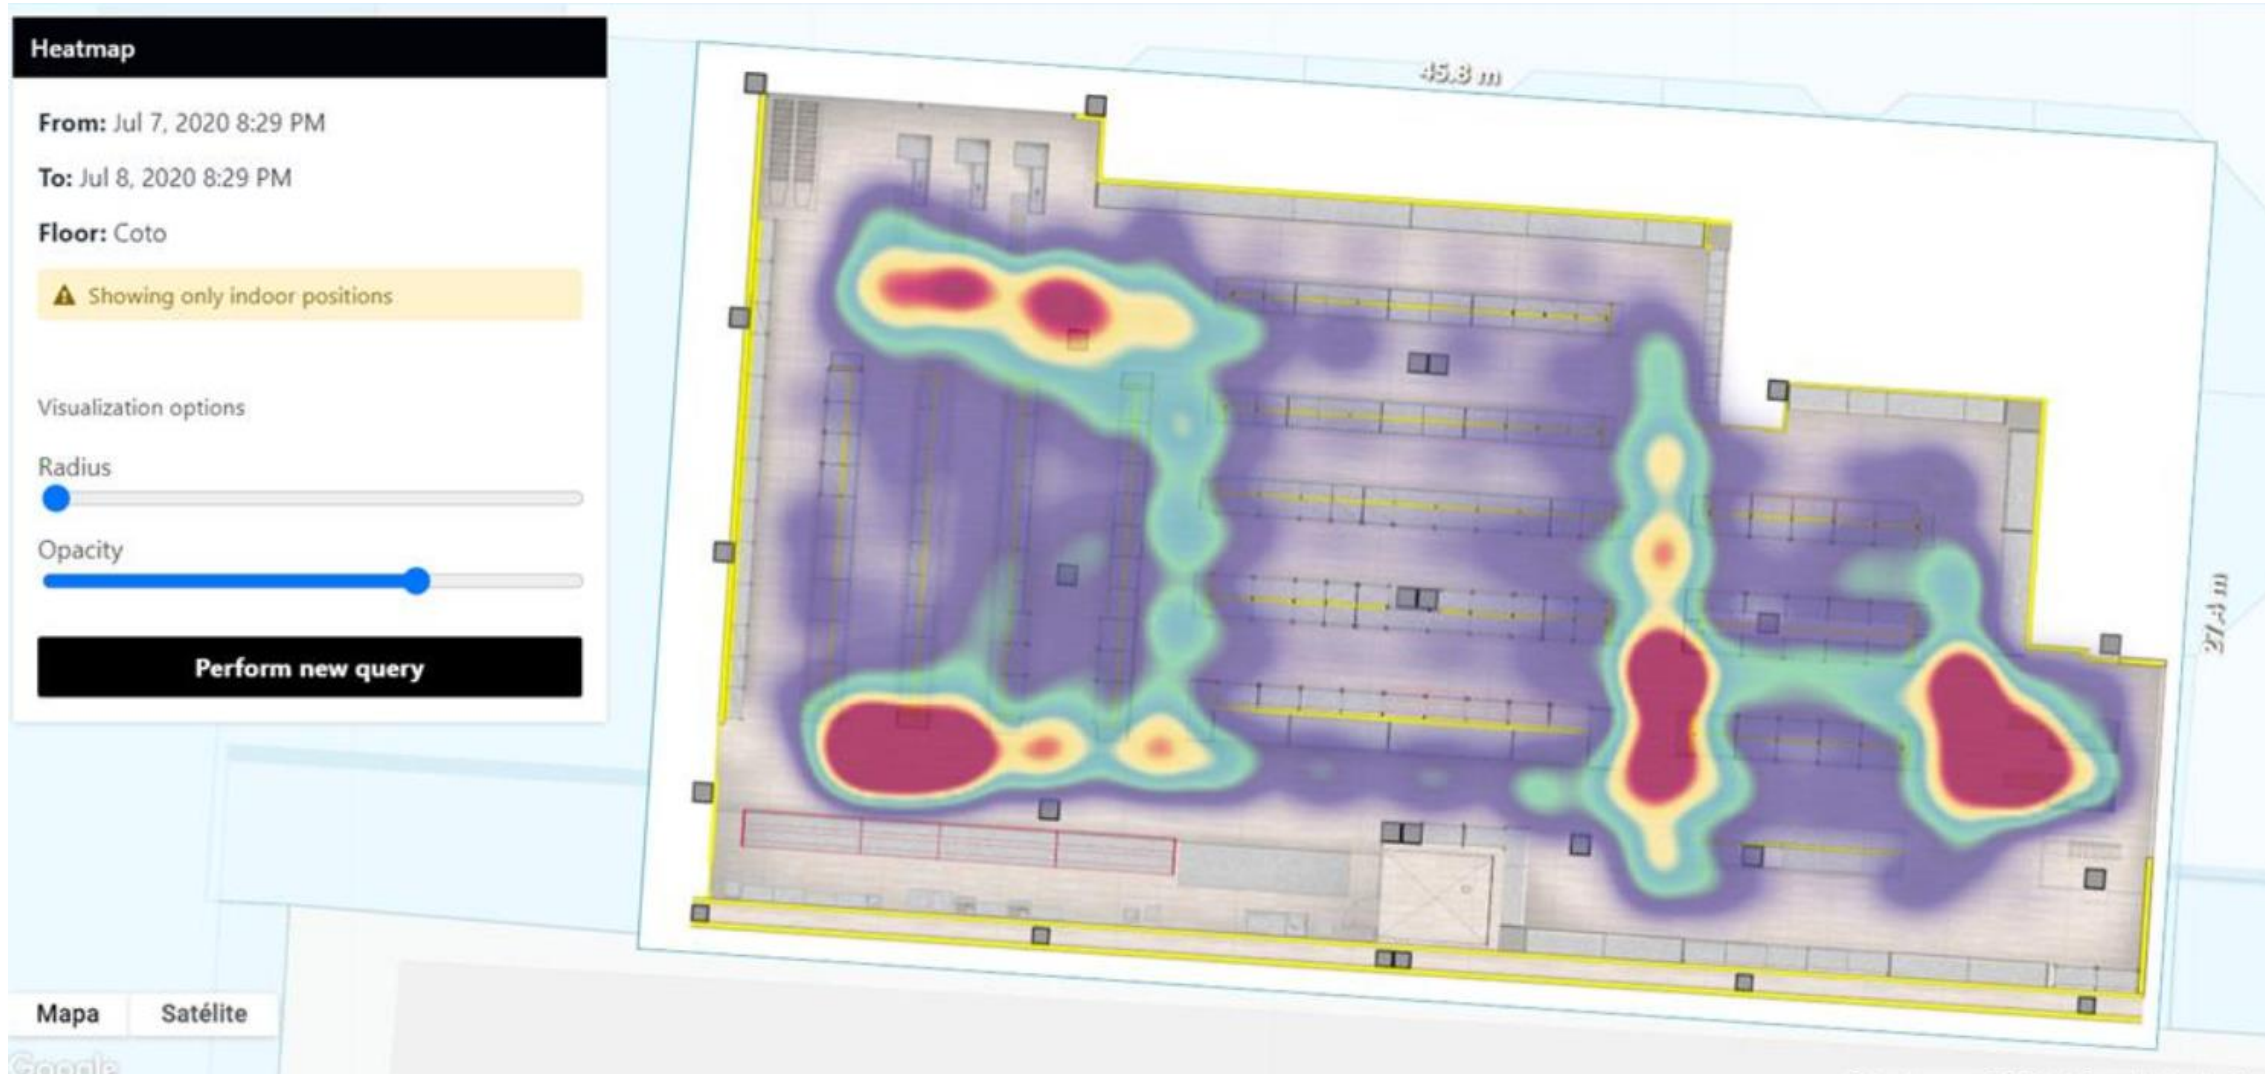 Heatmap
From: Jul 7, 2020 8:29 PM
To: Jul 8, 2020 8:29 PM
Floor: Coto
Showing only indoor positions
Visualization options
Radius
Opacity
Perform new query
45.8 m
27,4 m
Mapa Satélite
Google